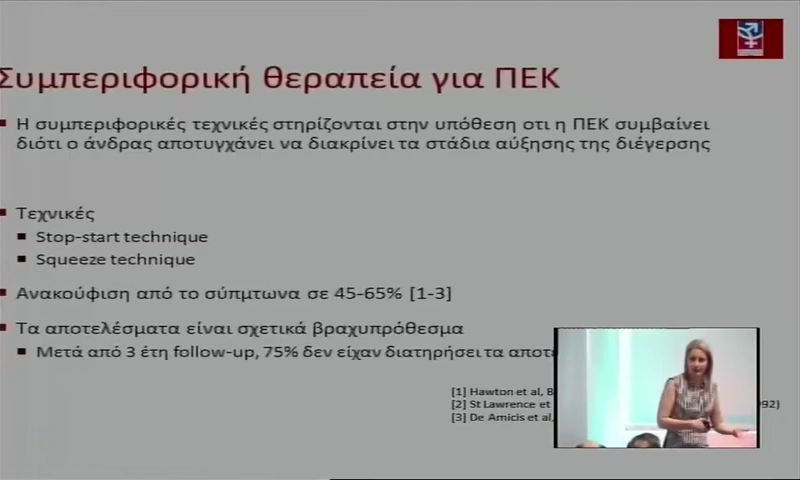 Συμπεριφορική θεραπεία για ΠΕΚ
Η συμπεριφορικές τεχνικές στηρίζονται στην υπόθεση οτι η ΠΕΚ συμβαίνει
διότι ο άνδρας αποτυγχάνει να διακρίνει τα στάδια αύξησης της διέγερσης
Τεχνικές
Stop-start technique
Squeeze technique
Ανακούφιση από το σύπμτωνα σε 45-65% [1-3]
Τα αποτελέσματα είναι σχετικά βραχυπρόθεσμα
Μετά από 3 έτη follow-up, 75% δεν είχαν διατηρήσει τα
[1] Hawton et al,
[2] St Lawrence et
[3] De Amicis et al,